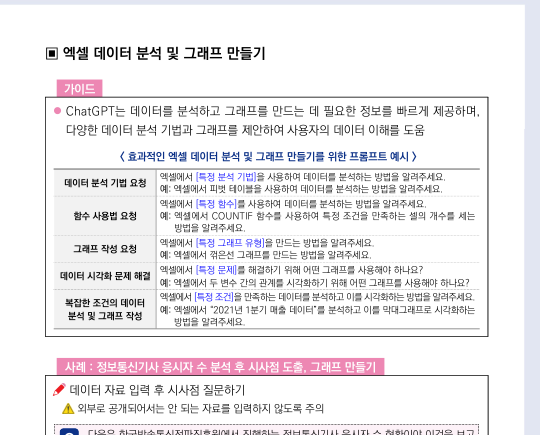 ▣ 엑셀 데이터 분석 및 그래프 만들기
가이드
● ChatGPT는 데이터를 분석하고 그래프를 만드는 데 필요한 정보를 빠르게 제공하며,
다양한 데이터 분석 기법과 그래프를 제안하여 사용자의 데이터 이해를 도움
< 효과적인 엑셀 데이터 분석 및 그래프 만들기를 위한 프롬프트 예시 >
데이터 분석 기법 요청
엑셀에서 [특정 분석 기법]을 사용하여 데이터를 분석하는 방법을 알려주세요.
예: 엑셀에서 피벗 테이블을 사용하여 데이터를 분석하는 방법을 알려주세요.
함수 사용법 요청
엑셀에서 [특정 함수]를 사용하여 데이터를 분석하는 방법을 알려주세요.
예: 엑셀에서 COUNTIF 함수를 사용하여 특정 조건을 만족하는 셀의 개수를 세는
방법을 알려주세요.
그래프 작성 요청
엑셀에서 [특정 그래프 유형]을 만드는 방법을 알려주세요.
예: 엑셀에서 꺾은선 그래프를 만드는 방법을 알려주세요.
데이터 시각화 문제 해결
엑셀에서 [특정 문제]를 해결하기 위해 어떤 그래프를 사용해야 하나요?
예: 엑셀에서 두 변수 간의 관계를 시각화하기 위해 어떤 그래프를 사용해야 하나요?
복잡한 조건의 데이터
분석 및 그래프 작성
엑셀에서 [특정 조건]을 만족하는 데이터를 분석하고 이를 시각화하는 방법을 알려주세요.
예: 엑셀에서 "2021년 1분기 매출 데이터"를 분석하고 이를 막대그래프로 시각화하는
방법을 알려주세요.
사례 : 정보통신기사 응시자 수 분석 후 시사점 도출, 그래프 만들기
데이터 자료 입력 후 시사점 질문하기
외부로 공개되어서는 안 되는 자료를 입력하지 않도록 주의
다음은 한국방송통신전파진흥원에서 진행하는 정보통신기사 응시자 수 현황이야 이것을 보고